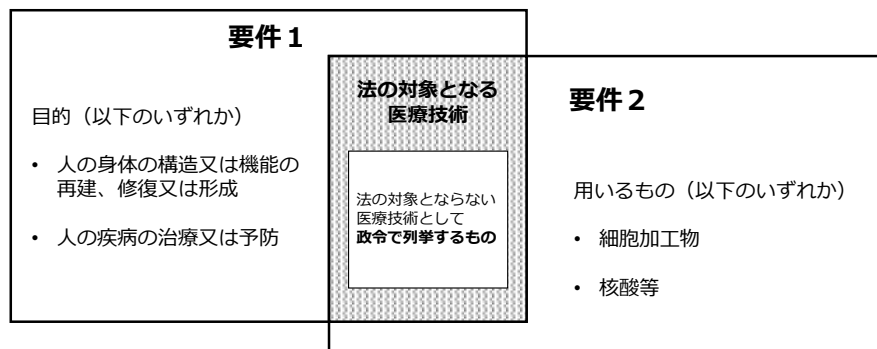 要件１
目的（以下のいずれか）
• 人の身体の構造又は機能の
再建、修復又は形成
• 人の疾病の治療又は予防
法の対象となる
医療技術
法の対象とならない
医療技術として
政令で列挙するもの
要件２
用いるもの（以下のいずれか）
• 細胞加工物
• 核酸等